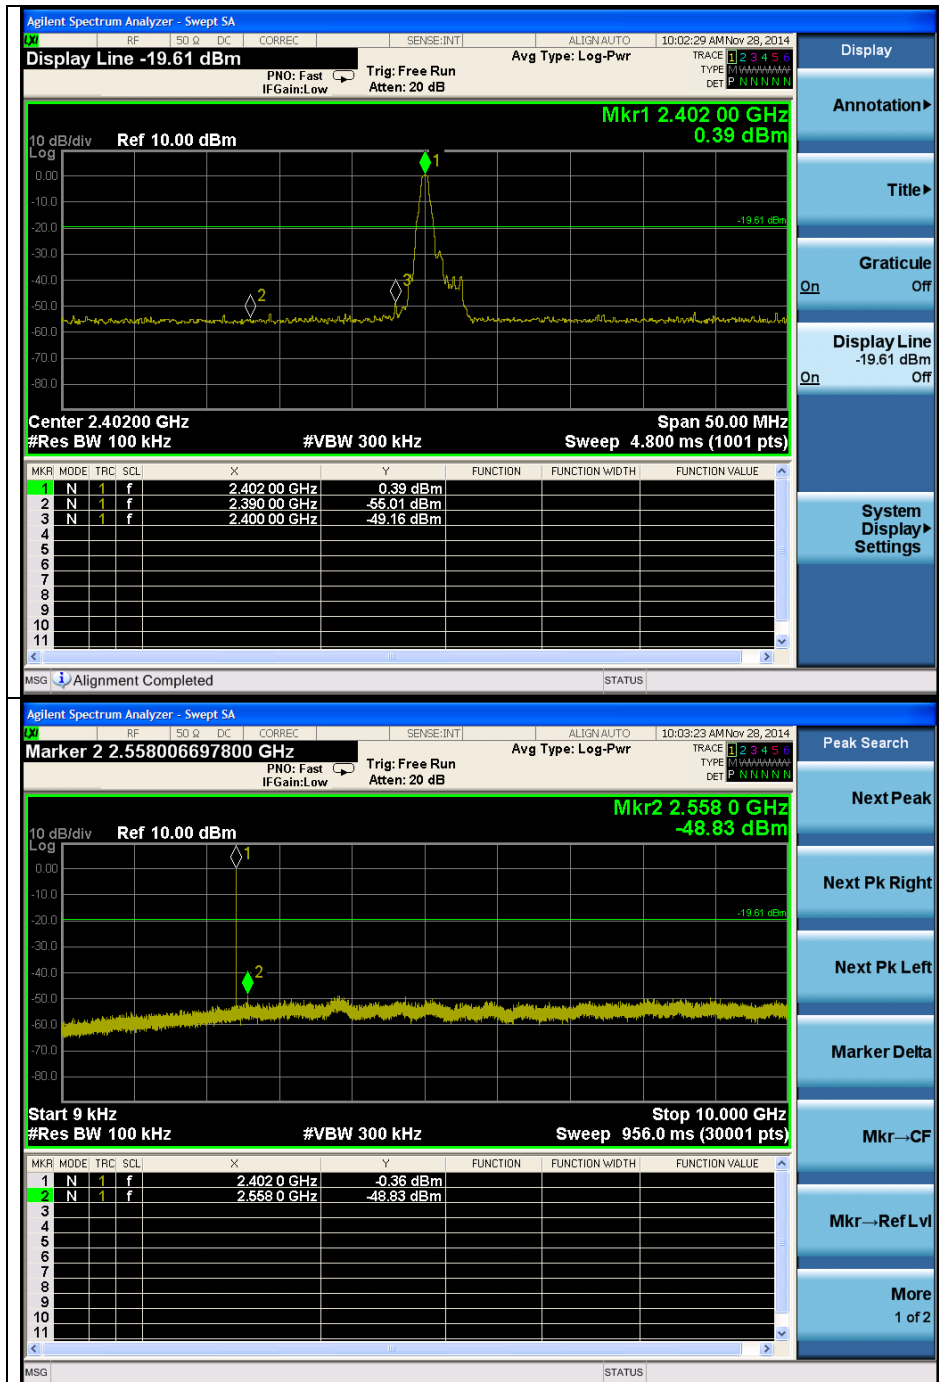 Agilent Spectrum Analyzer - Swept SA
LXI RF 50 Ω DC CORREC SENSE:INT ALIGN AUTO 10:02:29 AM Nov 28, 2014
Display Line -19.61 dBm
PNO: Fast
IFGain:Low
Trig: Free Run
Atten: 20 dB
Avg Type: Log-Pwr
TRACE 1 2 3 4 5 6
TYPE M W W W W W
DET P N N N N N
Mkr1 2.402 00 GHz
0.39 dBm
10 dB/div Ref 10.00 dBm
Log
0.00
-10.0
-20.0
-30.0
-40.0
-50.0
-60.0
-70.0
-80.0
1
-19.61 dBm
2
3
Center 2.40200 GHz Span 50.00 MHz
#Res BW 100 kHz #VBW 300 kHz Sweep 4.800 ms (1001 pts)
MKR MODE TRC SCL X Y FUNCTION FUNCTION WIDTH FUNCTION VALUE
1 N 1 f 2.402 00 GHz 0.39 dBm
2 N 1 f 2.390 00 GHz -55.01 dBm
3 N 1 f 2.400 00 GHz -49.16 dBm
4
5
6
7
8
9
10
11
MSG Alignment Completed STATUS
Display
Annotation
Title
Graticule
On Off
Display Line
-19.61 dBm
On Off
System
Display
Settings
Agilent Spectrum Analyzer - Swept SA
LXI RF 50 Ω DC CORREC SENSE:INT ALIGN AUTO 10:03:23 AM Nov 28, 2014
Marker 2 2.558006697800 GHz
PNO: Fast
IFGain:Low
Trig: Free Run
Atten: 20 dB
Avg Type: Log-Pwr
TRACE 1 2 3 4 5 6
TYPE M W W W W W
DET P N N N N N
Mkr2 2.558 0 GHz
-48.83 dBm
10 dB/div Ref 10.00 dBm
Log
0.00
-10.0
-20.0
-30.0
-40.0
-50.0
-60.0
-70.0
-80.0
1
-19.61 dBm
2
Start 9 kHz Stop 10.000 GHz
#Res BW 100 kHz #VBW 300 kHz Sweep 956.0 ms (30001 pts)
MKR MODE TRC SCL X Y FUNCTION FUNCTION WIDTH FUNCTION VALUE
1 N 1 f 2.402 0 GHz -0.36 dBm
2 N 1 f 2.558 0 GHz -48.83 dBm
3
4
5
6
7
8
9
10
11
MSG STATUS
Peak Search
Next Peak
Next Pk Right
Next Pk Left
Marker Delta
Mkr→CF
Mkr→Ref Lvl
More
1 of 2